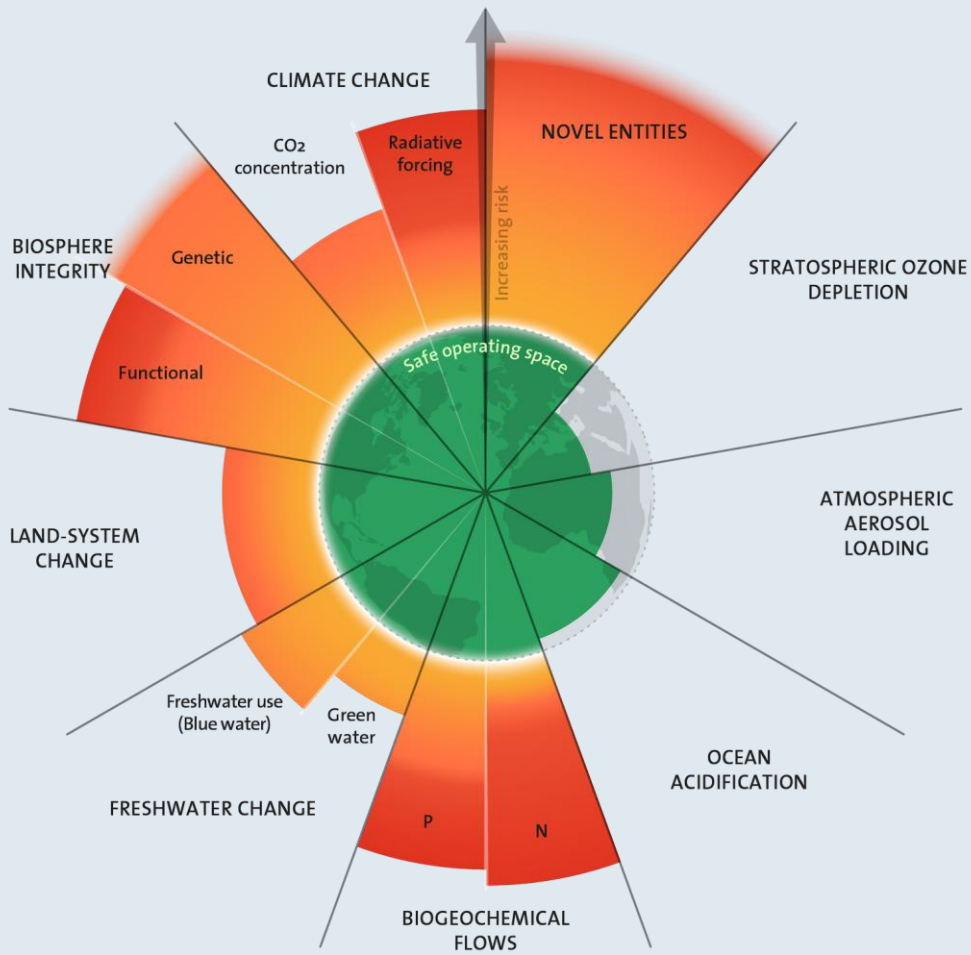 CLIMATE CHANGE
CO2
concentration
Radiative
forcing
NOVEL ENTITIES
Increasing risk
STRATOSPHERIC OZONE
DEPLETION
BIOSPHERE
INTEGRITY
Genetic
Functional
Safe operating space
ATMOSPHERIC
AEROSOL
LOADING
LAND-SYSTEM
CHANGE
Freshwater use
(Blue water)
Green
water
FRESHWATER CHANGE
OCEAN
ACIDIFICATION
P
N
BIOGEOCHEMICAL
FLOWS